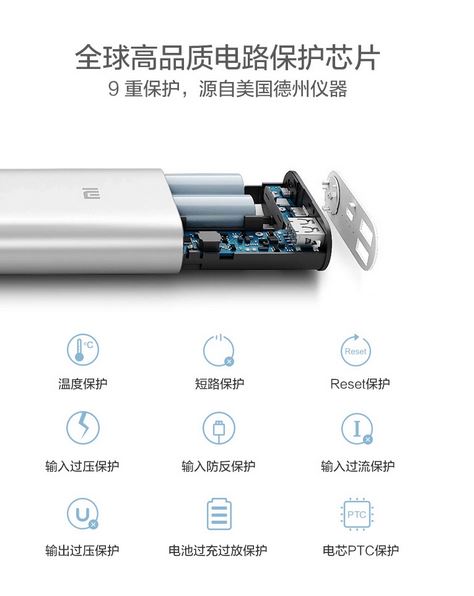 全球高品质电路保护芯片
9重保护，源自美国德州仪器
°C
Reset
温度保护
短路保护
Reset保护
I
输入过压保护
输入防反保护
输入过流保护
U
PTC
输出过压保护
电池过充过放保护
电芯PTC保护